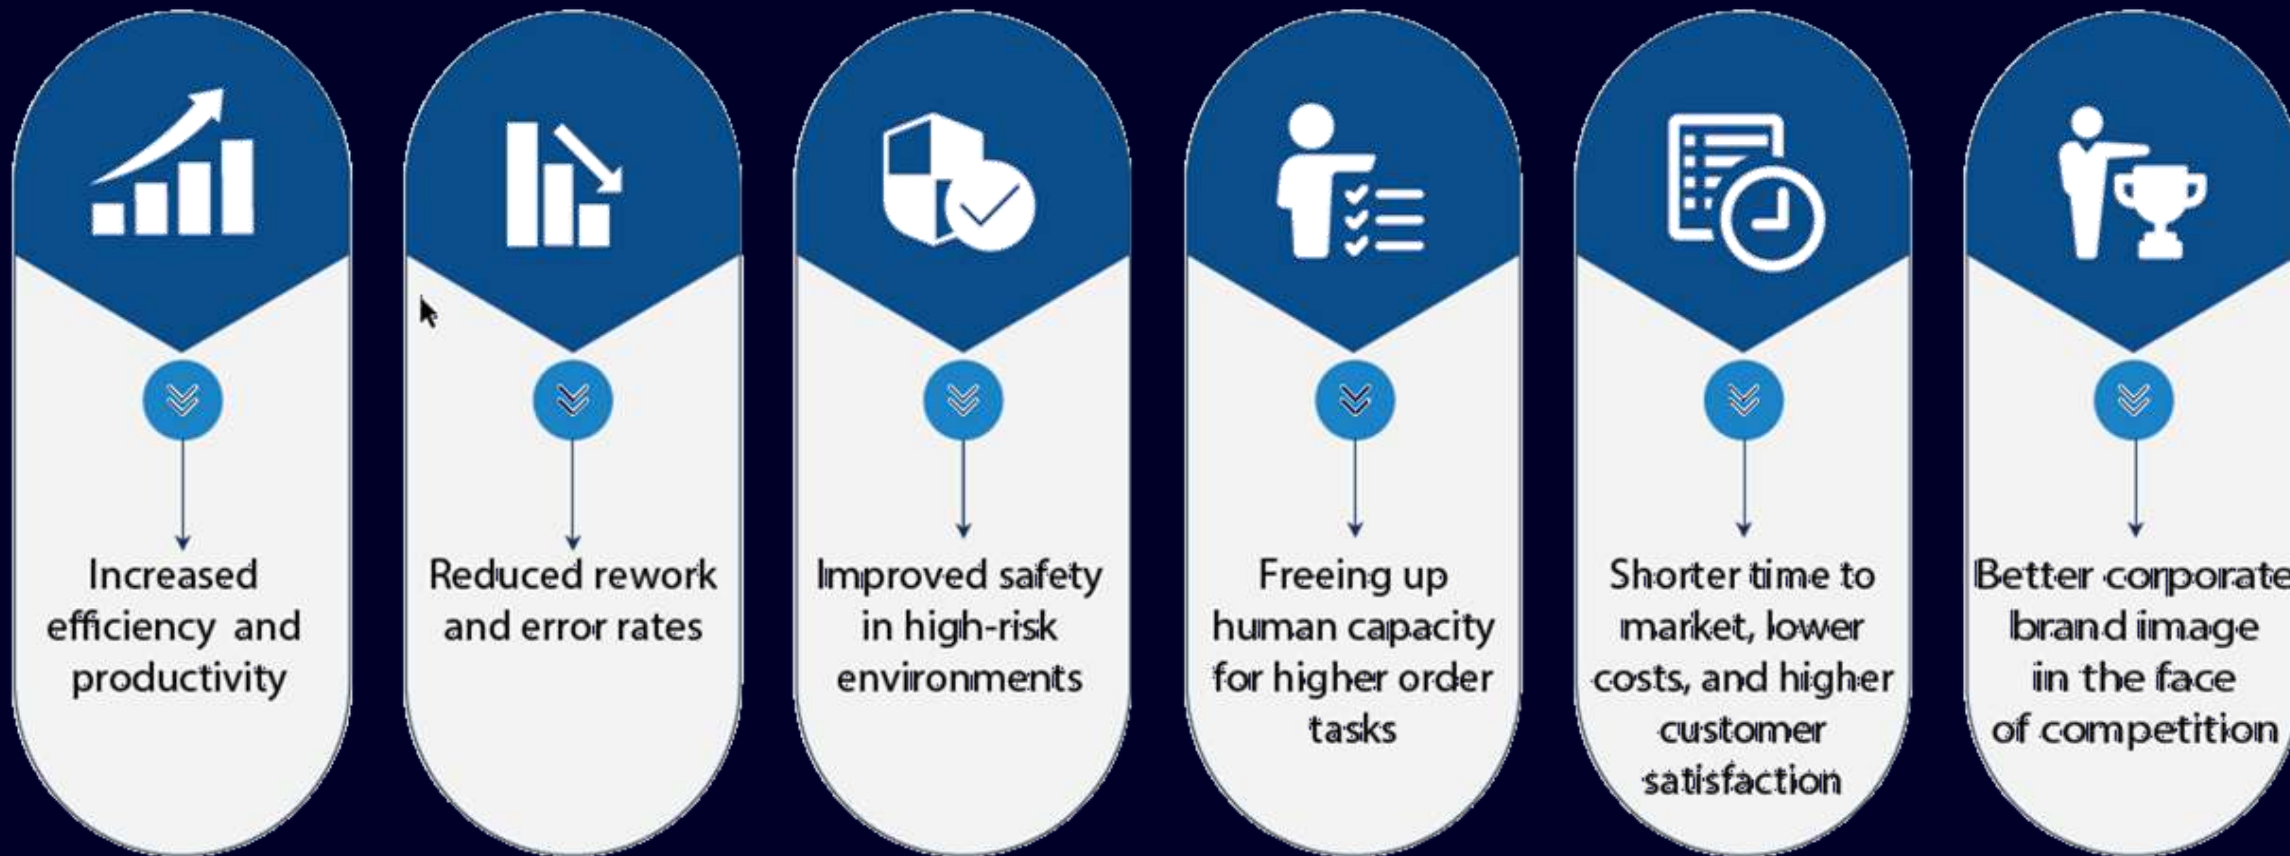 Increased
efficiency and
productivity
Reduced rework
and error rates
Improved safety
in high-risk
environments
Freeing up
human capacity
for higher order
tasks
Shorter time to
market, lower
costs, and higher
customer
satisfaction
Better corporate
brand image
in the face
of competition